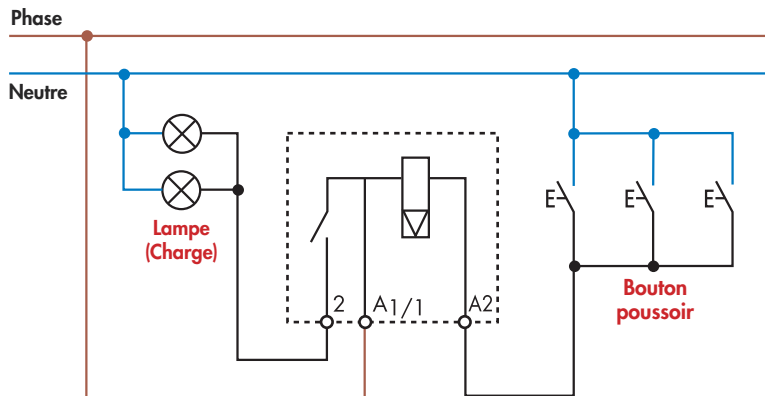 Phase
Neutre
Lampe
(Charge)
2
A1/1
A2
E
E
E
Bouton
poussoir